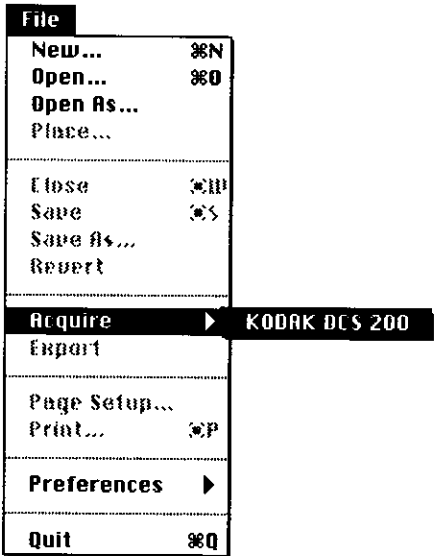 File
New... ⌘N
Open... ⌘O
Open As...
Place...
Close ⌘W
Save ⌘S
Save As...
Revert
Acquire ▶ KODAK DCS 200
Export
Page Setup...
Print... ⌘P
Preferences ▶
Quit ⌘Q